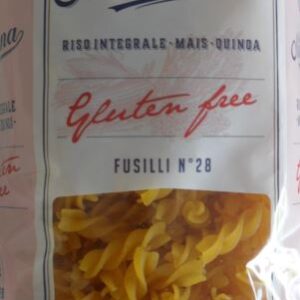 RISO INTEGRALE - MAIS - QUINOA
Gluten free
FUSILLI N°28